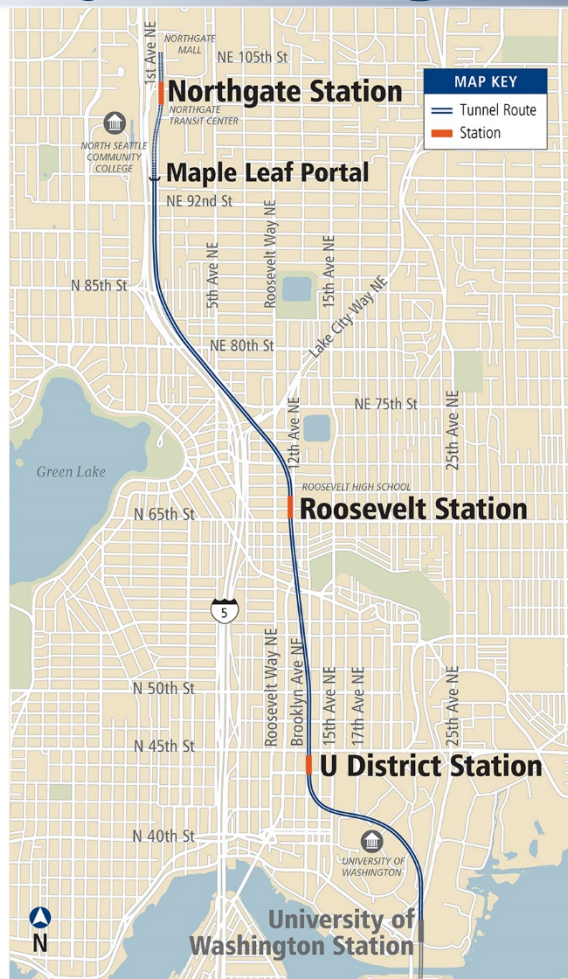 NORTHGATE
MALL
1st Ave NE
NE 105th St
Northgate Station
NORTHGATE
TRANSIT CENTER
MAP KEY
Tunnel Route
Station
NORTH SEATTLE
COMMUNITY
COLLEGE
Maple Leaf Portal
NE 92nd St
5th Ave NE
Roosevelt Way NE
15th Ave NE
N 85th St
Lake City Way NE
NE 80th St
12th Ave NE
NE 75th St
25th Ave NE
Green Lake
ROOSEVELT HIGH SCHOOL
Roosevelt Station
N 65th St
5
Roosevelt Way NE
Brooklyn Ave NE
15th Ave NE
17th Ave NE
25th Ave NE
N 50th St
N 45th St
U District Station
N 40th St
UNIVERSITY OF
WASHINGTON
University of
Washington Station
N